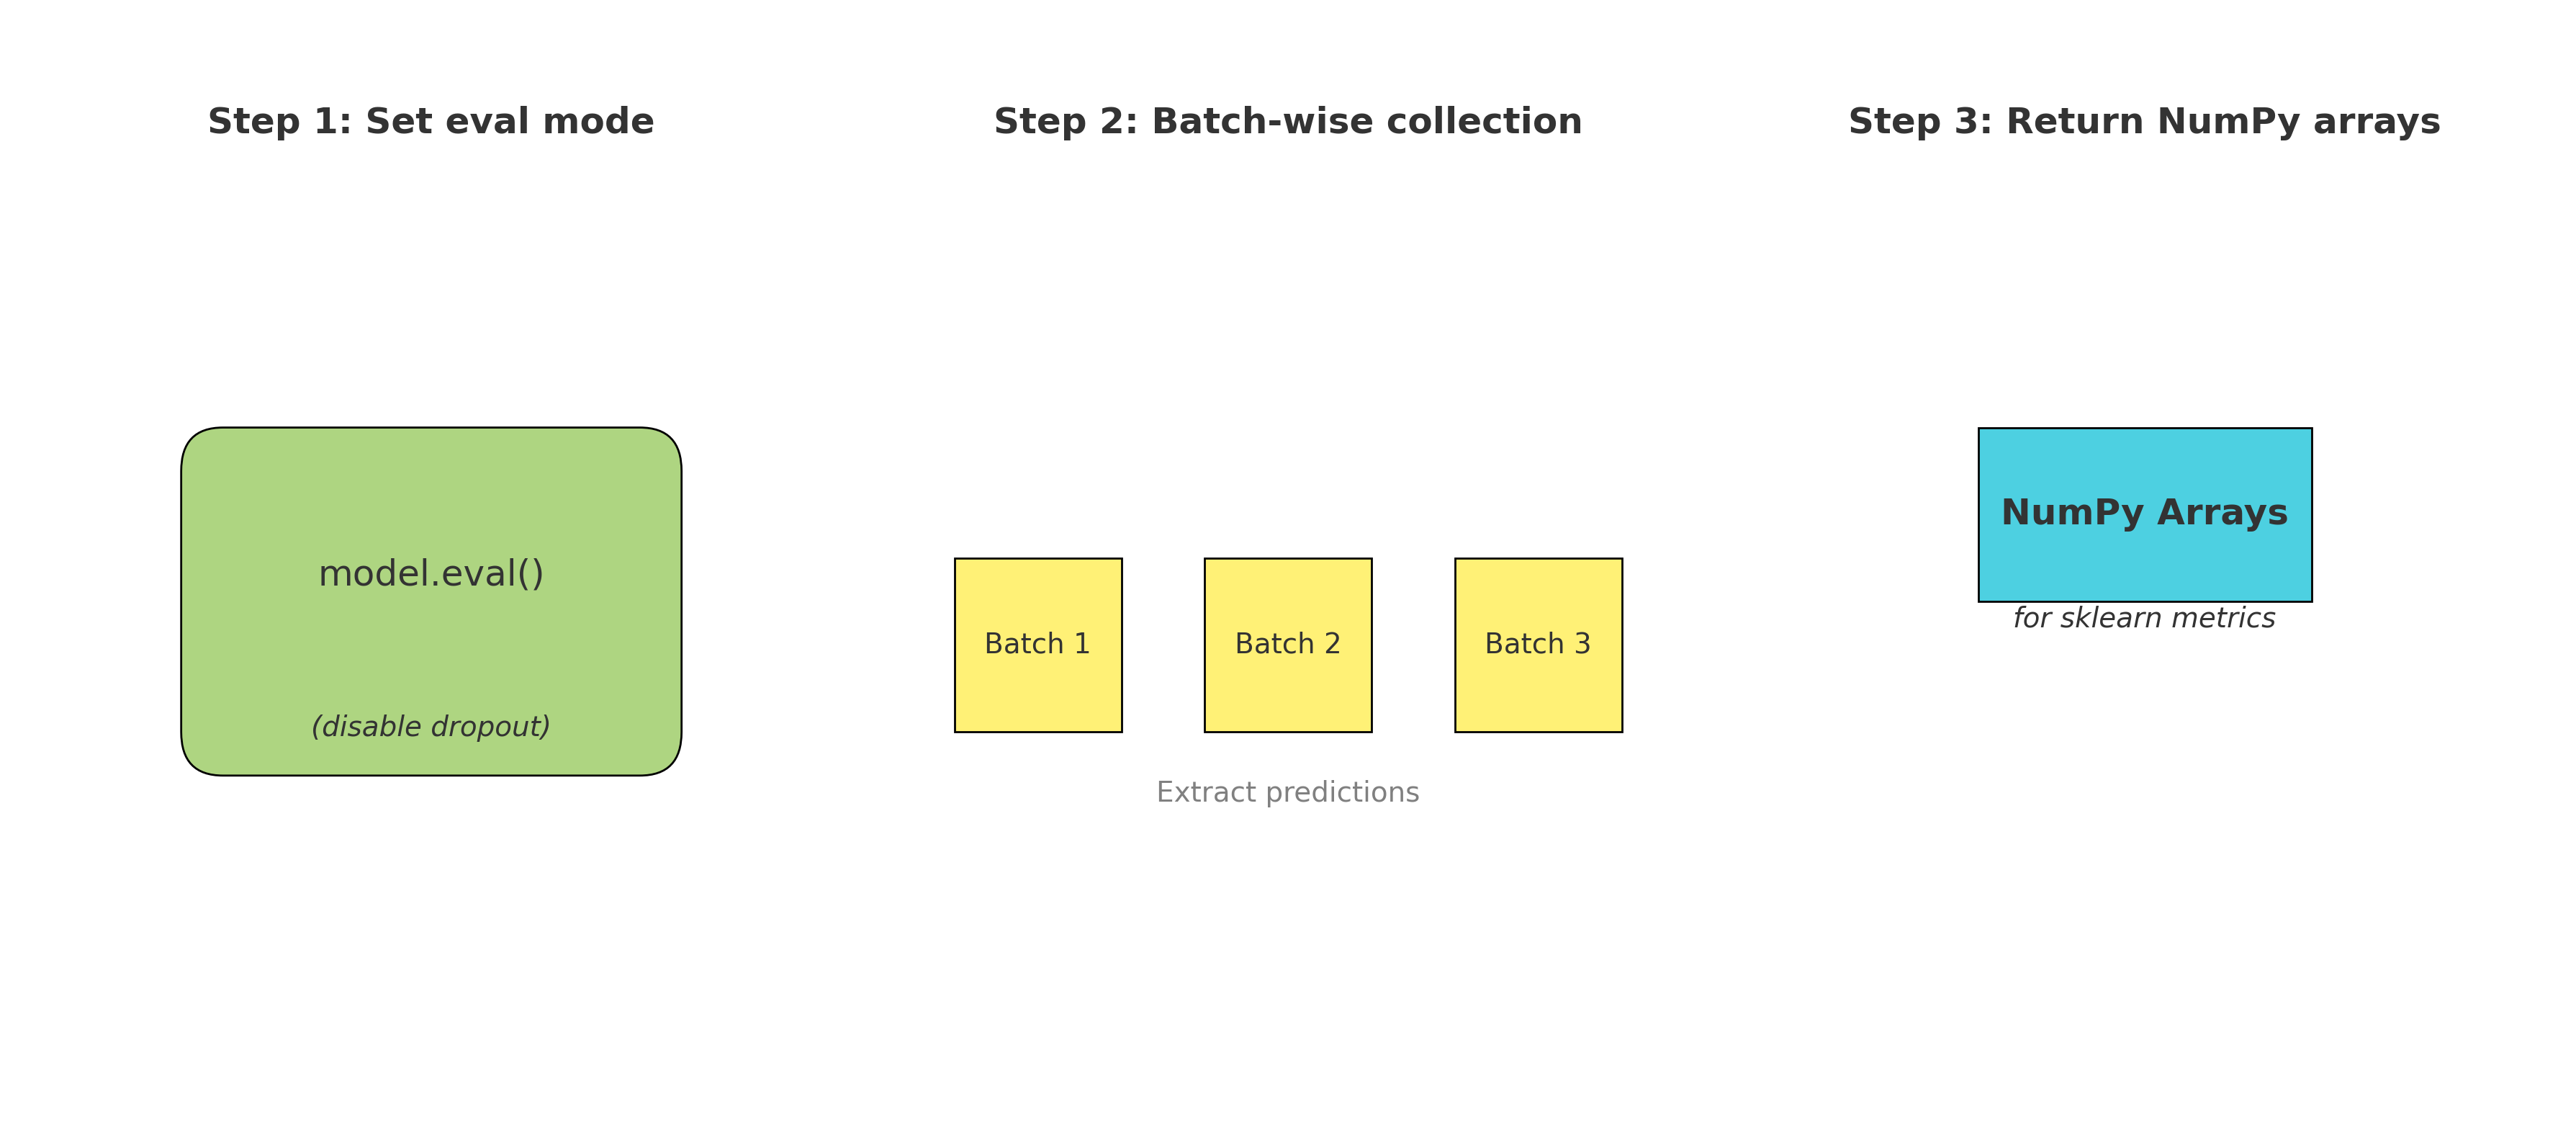 Step 1: Set eval mode
model.eval()
(disable dropout)
Step 2: Batch-wise collection
Batch 1
Batch 2
Batch 3
Extract predictions
Step 3: Return NumPy arrays
NumPy Arrays
for sklearn metrics